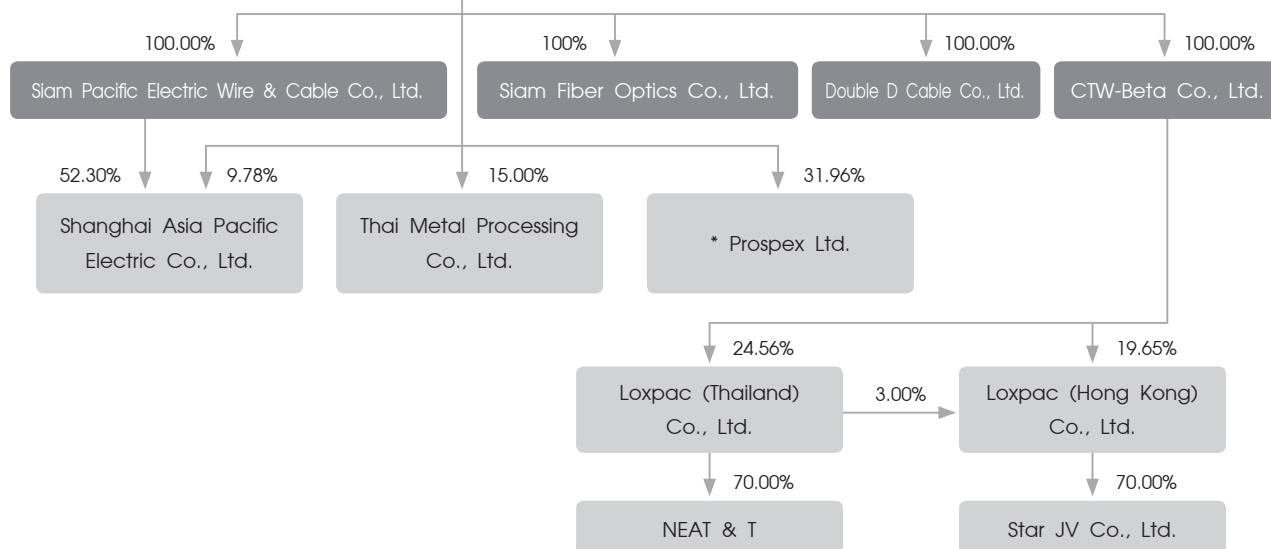 100.00%
100%
100.00%
100.00%
Siam Pacific Electric Wire & Cable Co., Ltd.
Siam Fiber Optics Co., Ltd.
Double D Cable Co., Ltd.
CTW-Beta Co., Ltd.
52.30%
9.78%
15.00%
31.96%
Shanghai Asia Pacific
Electric Co., Ltd.
Thai Metal Processing
Co., Ltd.
* Prospex Ltd.
24.56%
19.65%
Loxpac (Thailand)
Co., Ltd.
3.00%
Loxpac (Hong Kong)
Co., Ltd.
70.00%
70.00%
NEAT & T
Star JV Co., Ltd.